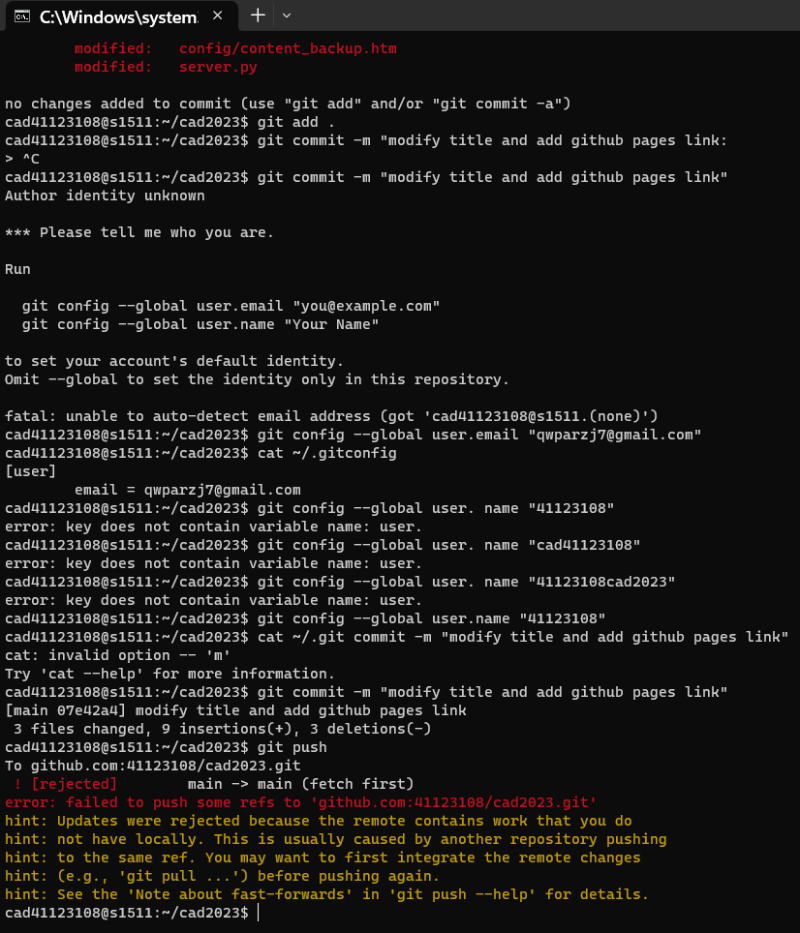 C:\Windows\system
modified:   config/content_backup.htm
modified:   server.py
no changes added to commit (use "git add" and/or "git commit -a")
cad41123108@s1511:~/cad2023$ git add .
cad41123108@s1511:~/cad2023$ git commit -m "modify title and add github pages link:
> ^C
cad41123108@s1511:~/cad2023$ git commit -m "modify title and add github pages link"
Author identity unknown
*** Please tell me who you are.
Run
git config --global user.email "you@example.com"
git config --global user.name "Your Name"
to set your account's default identity.
Omit --global to set the identity only in this repository.
fatal: unable to auto-detect email address (got 'cad41123108@s1511.(none)')
cad41123108@s1511:~/cad2023$ git config --global user.email "qwparzj7@gmail.com"
cad41123108@s1511:~/cad2023$ cat ~/.gitconfig
[user]
email = qwparzj7@gmail.com
cad41123108@s1511:~/cad2023$ git config --global user. name "41123108"
error: key does not contain variable name: user.
cad41123108@s1511:~/cad2023$ git config --global user. name "cad41123108"
error: key does not contain variable name: user.
cad41123108@s1511:~/cad2023$ git config --global user. name "41123108cad2023"
error: key does not contain variable name: user.
cad41123108@s1511:~/cad2023$ git config --global user.name "41123108"
cad41123108@s1511:~/cad2023$ cat ~/.git commit -m "modify title and add github pages link"
cat: invalid option -- 'm'
Try 'cat --help' for more information.
cad41123108@s1511:~/cad2023$ git commit -m "modify title and add github pages link"
[main 07e42a4] modify title and add github pages link
3 files changed, 9 insertions(+), 3 deletions(-)
cad41123108@s1511:~/cad2023$ git push
To github.com:41123108/cad2023.git
! [rejected]        main -> main (fetch first)
error: failed to push some refs to 'github.com:41123108/cad2023.git'
hint: Updates were rejected because the remote contains work that you do
hint: not have locally. This is usually caused by another repository pushing
hint: to the same ref. You may want to first integrate the remote changes
hint: (e.g., 'git pull ...') before pushing again.
hint: See the 'Note about fast-forwards' in 'git push --help' for details.
cad41123108@s1511:~/cad2023$